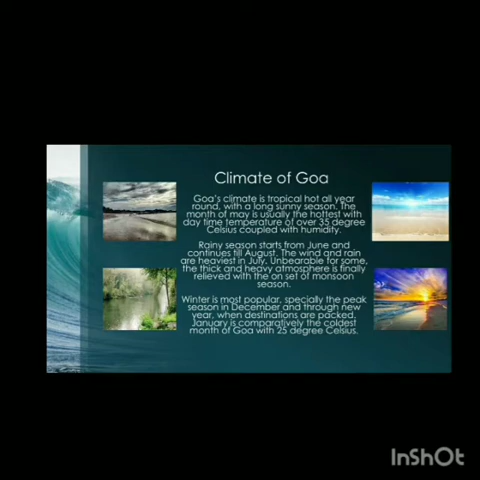 Climate of Goa
Goa's climate is tropical hot all year
round, with a long sunny season. The
month of may is usually the hottest with
day time temperature of over 35 degree
Celsius coupled with humidity.
Rainy season starts from June and
continues till August. The wind and rain
are heaviest in July. Unbearable for some,
the thick and heavy atmosphere is finally
relieved with the on set of monsoon
season.
Winter is most popular, specially the peak
season in December and through new
year, when destinations are packed.
January is comparatively the coldest
month of Goa with 25 degree Celsius.
InShOt